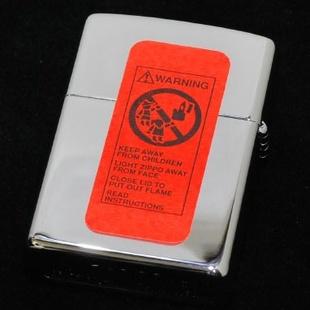 WARNING
KEEP AWAY
FROM CHILDREN
LIGHT ZIPPO AWAY
FROM FACE
CLOSE LID TO
PUT OUT FLAME
READ
INSTRUCTIONS